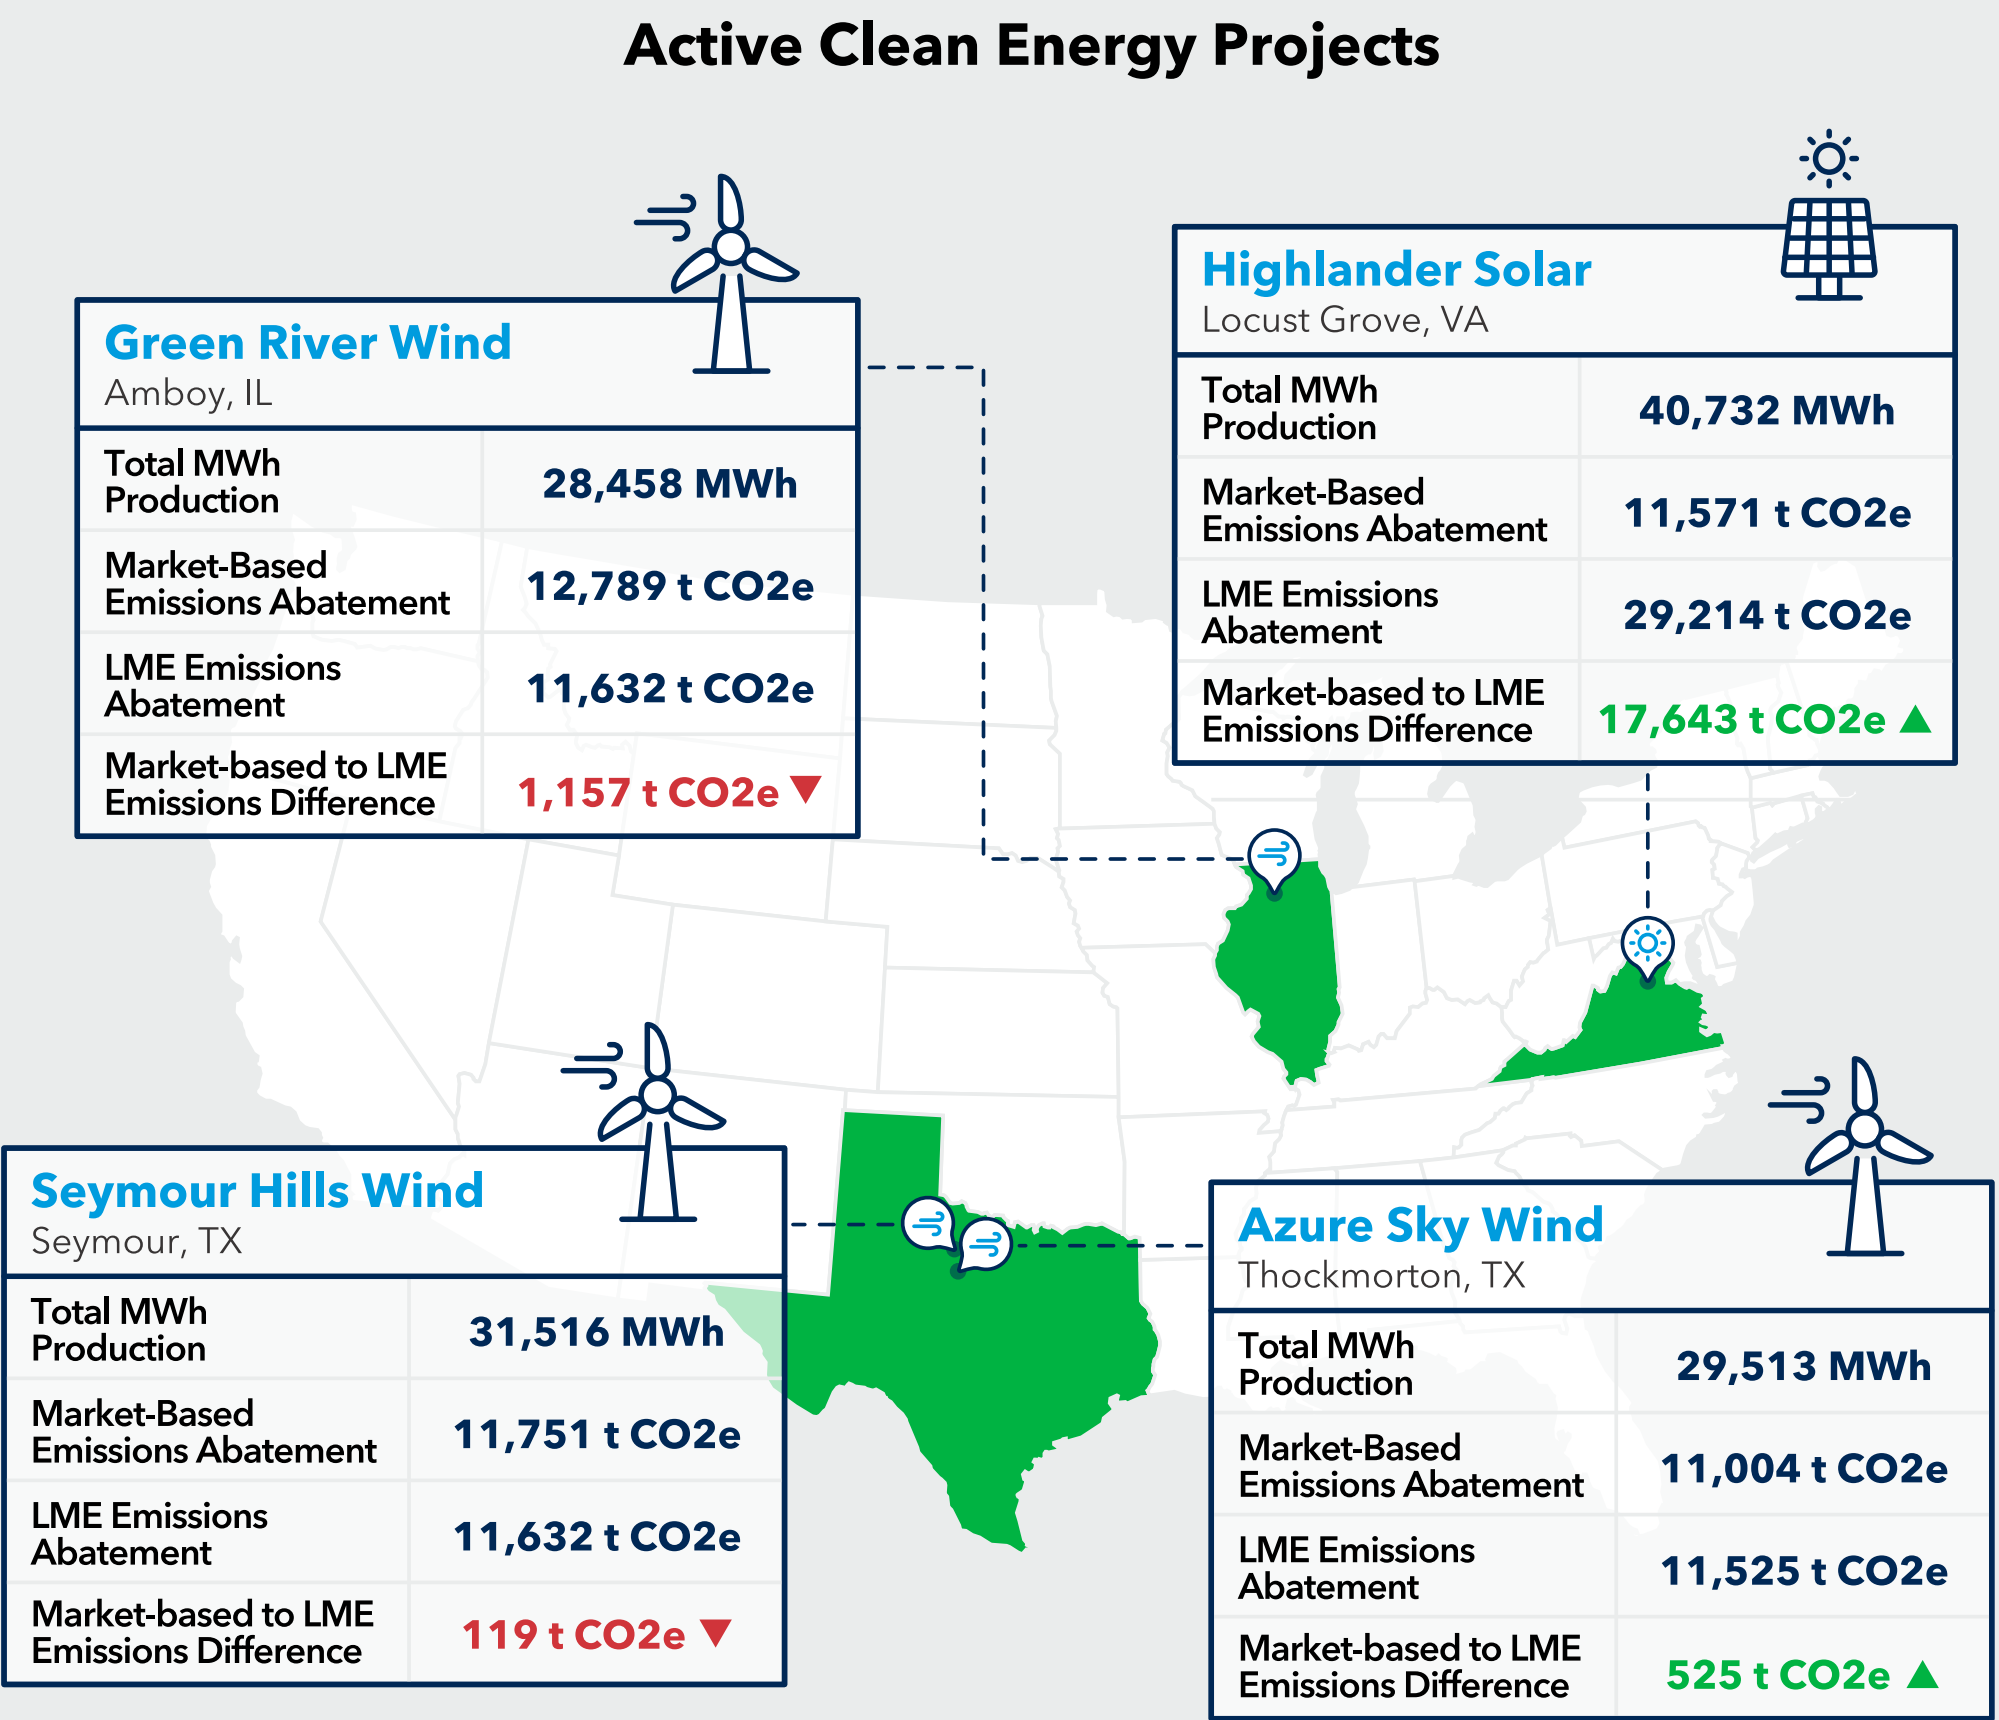 Active Clean Energy Projects
Green River Wind
Amboy, IL
Total MWh
Production
28,458 MWh
Market-Based
Emissions Abatement
12,789 t CO2e
LME Emissions
Abatement
11,632 t CO2e
Market-based to LME
Emissions Difference
1,157 t CO2e
Highlander Solar
Locust Grove, VA
Total MWh
Production
40,732 MWh
Market-Based
Emissions Abatement
11,571 t CO2e
LME Emissions
Abatement
29,214 t CO2e
Market-based to LME
Emissions Difference
17,643 t CO2e
Seymour Hills Wind
Seymour, TX
Total MWh
Production
31,516 MWh
Market-Based
Emissions Abatement
11,751 t CO2e
LME Emissions
Abatement
11,632 t CO2e
Market-based to LME
Emissions Difference
119 t CO2e
Azure Sky Wind
Thockmorton, TX
Total MWh
Production
29,513 MWh
Market-Based
Emissions Abatement
11,004 t CO2e
LME Emissions
Abatement
11,525 t CO2e
Market-based to LME
Emissions Difference
525 t CO2e